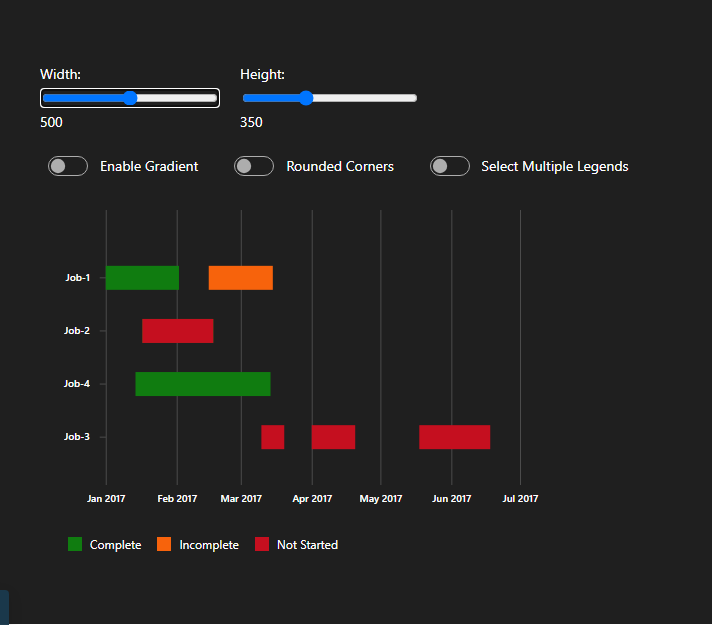 Width: Height:
500 350
Enable Gradient Rounded Corners Select Multiple Legends
Job-1
Job-2
Job-4
Job-3
Jan 2017 Feb 2017 Mar 2017 Apr 2017 May 2017 Jun 2017 Jul 2017
Complete Incomplete Not Started